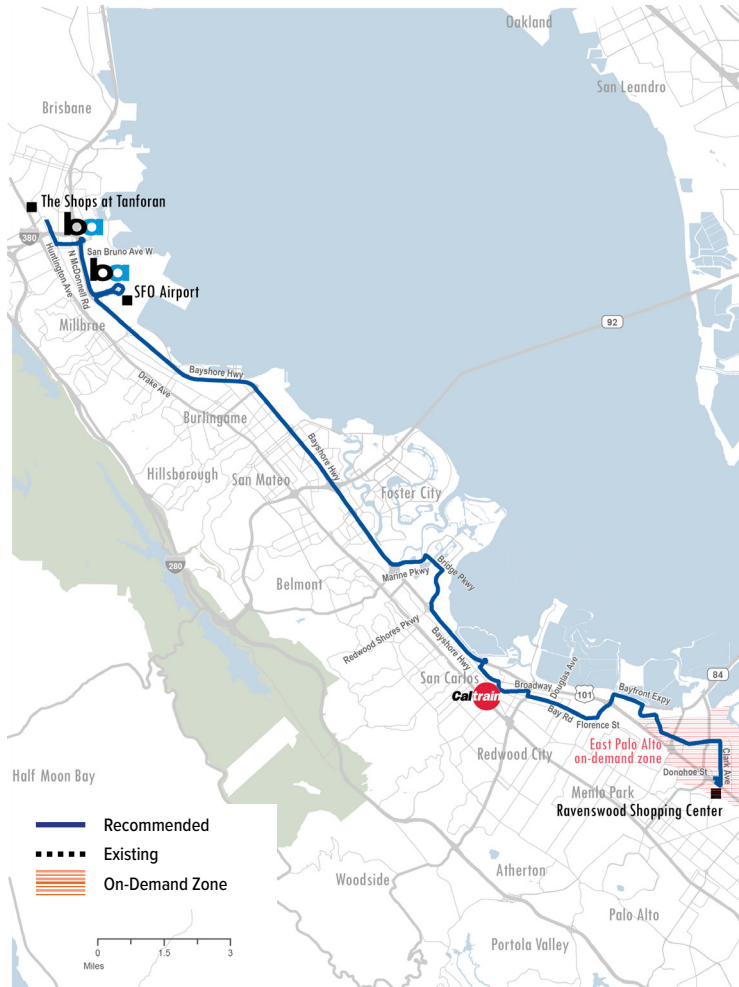 Oakland
San Leandro
Brisbane
The Shops at Tanforan
ba
380
San Bruno Ave W
Huntington Ave
N McDonnell Rd
ba
SFO Airport
Millbrae
92
Bayshore Hwy
Drake Ave
Burlingame
Bayshore Hwy
Hillsborough
San Mateo
Foster City
280
Belmont
Marine Pkwy
Bridge Pkwy
Redwood Shores Pkwy
Bayshore Hwy
San Carlos
Caltrain
Broadway
Douglas Ave
101
Bayfront Expy
84
Bay Rd
Florence St
Redwood City
East Palo Alto
on-demand zone
Clark Ave
Donohoe St
Half Moon Bay
Menlo Park
Ravenswood Shopping Center
Recommended
Existing
On-Demand Zone
Woodside
Atherton
Palo Alto
Portola Valley
0 1.5 3
Miles